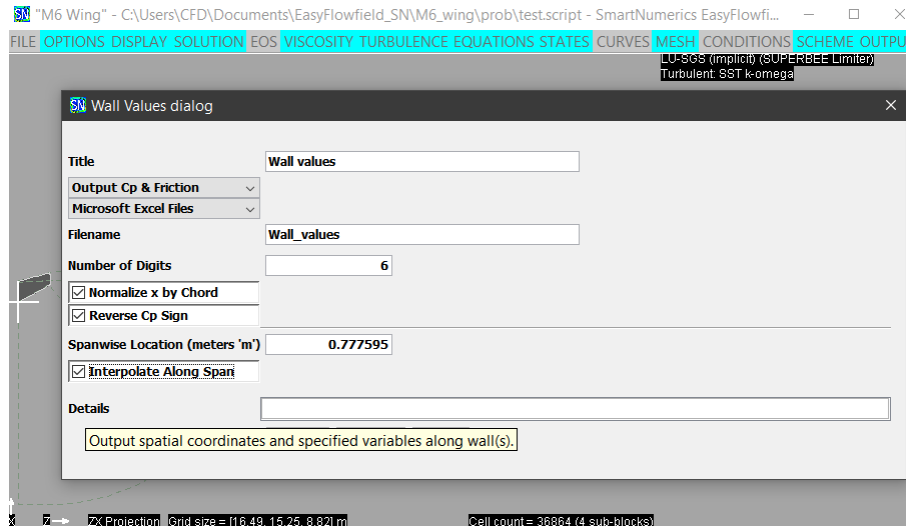 SN "M6 Wing" - C:\Users\CFD\Documents\EasyFlowfield_SN\M6_wing\prob\test.script - SmartNumerics EasyFlowfi...
FILE OPTIONS DISPLAY SOLUTION EOS VISCOSITY TURBULENCE EQUATIONS STATES CURVES MESH CONDITIONS SCHEME OUTPU
LU-SGS (implicit) (SUPERBEE Limiter)
Turbulent: SST k-omega
SN Wall Values dialog
Title Wall values
Output Cp & Friction
Microsoft Excel Files
Filename Wall_values
Number of Digits 6
Normalize x by Chord
Reverse Cp Sign
Spanwise Location (meters 'm') 0.777595
Interpolate Along Span
Details
Output spatial coordinates and specified variables along wall(s).
X Z ZX Projection Grid size = [16.49, 15.25, 8.82] m Cell count = 36864 (4 sub-blocks)